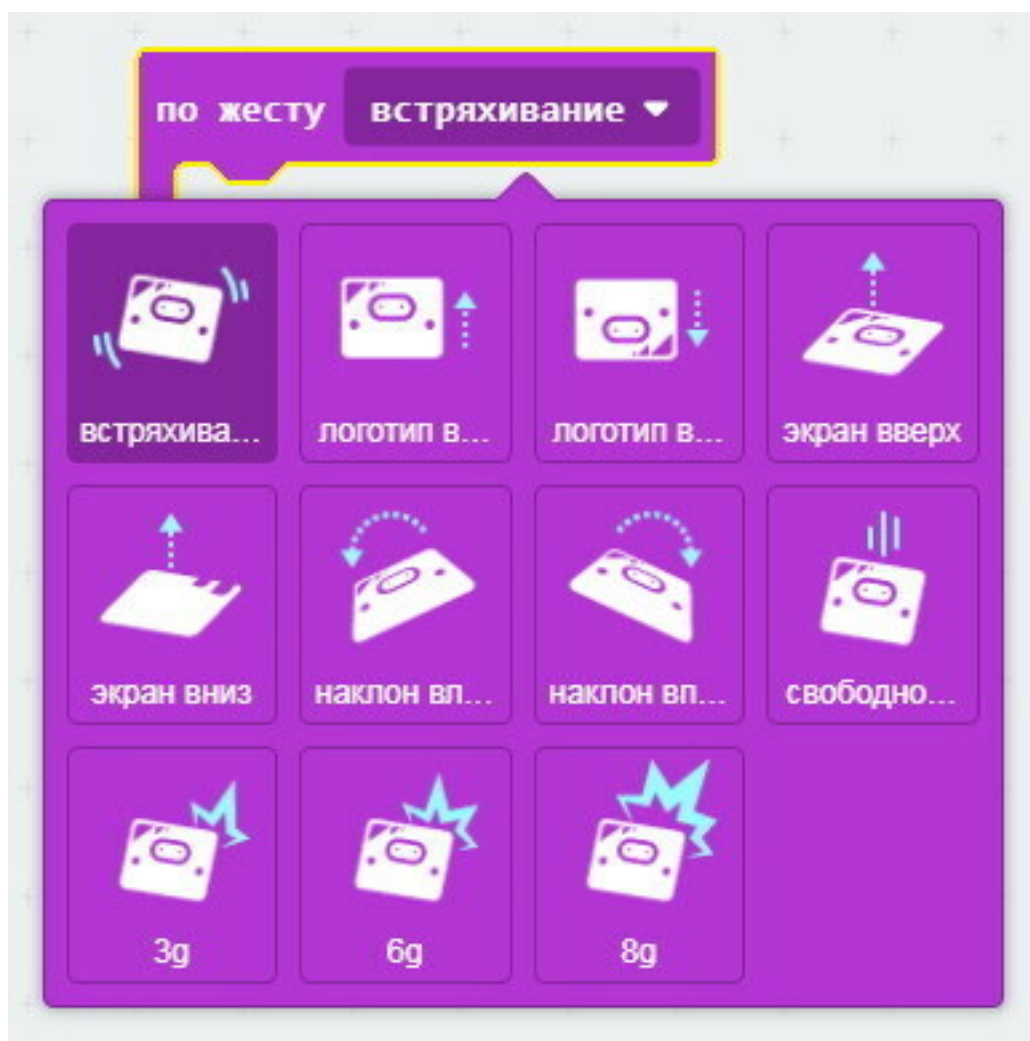 по жесту встряхивание
встряхива... логотип в... логотип в... экран вверх
экран вниз наклон вл... наклон вп... свободно...
3g 6g 8g